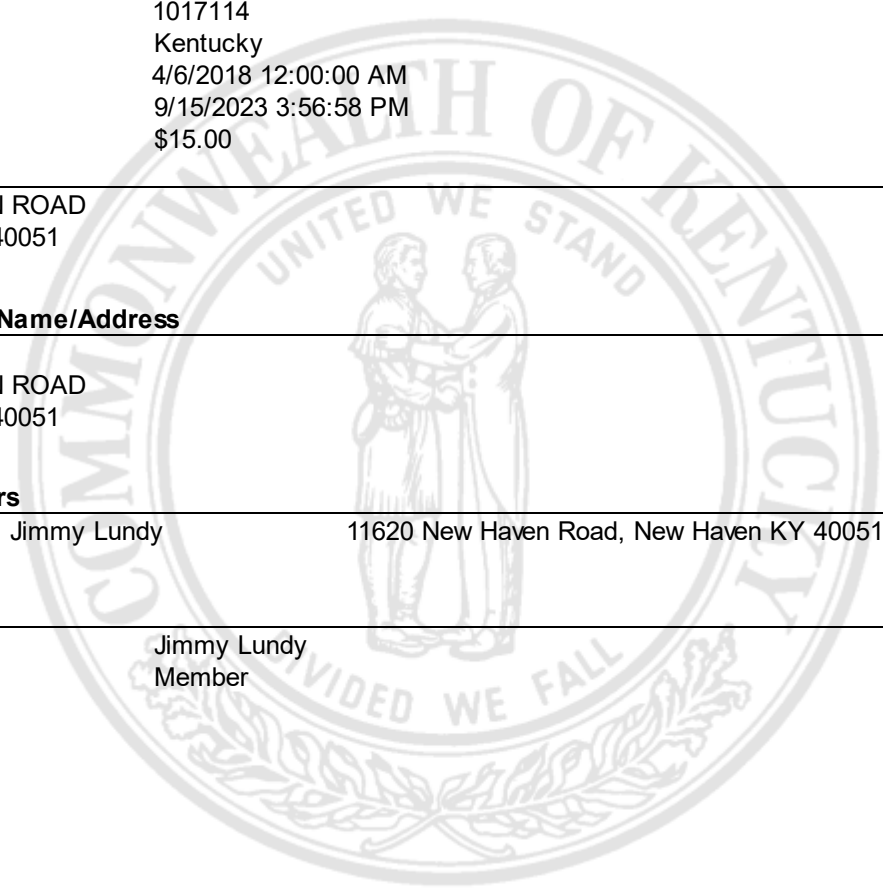 1017114
Kentucky
4/6/2018 12:00:00 AM
9/15/2023 3:56:58 PM
$15.00
ROAD
40051
Name/Address
ROAD
40051
rs
Jimmy Lundy 11620 New Haven Road, New Haven KY 40051
Jimmy Lundy
Member
COMMONWEALTH OF KENTUCKY
UNITED WE STAND
DIVIDED WE FALL